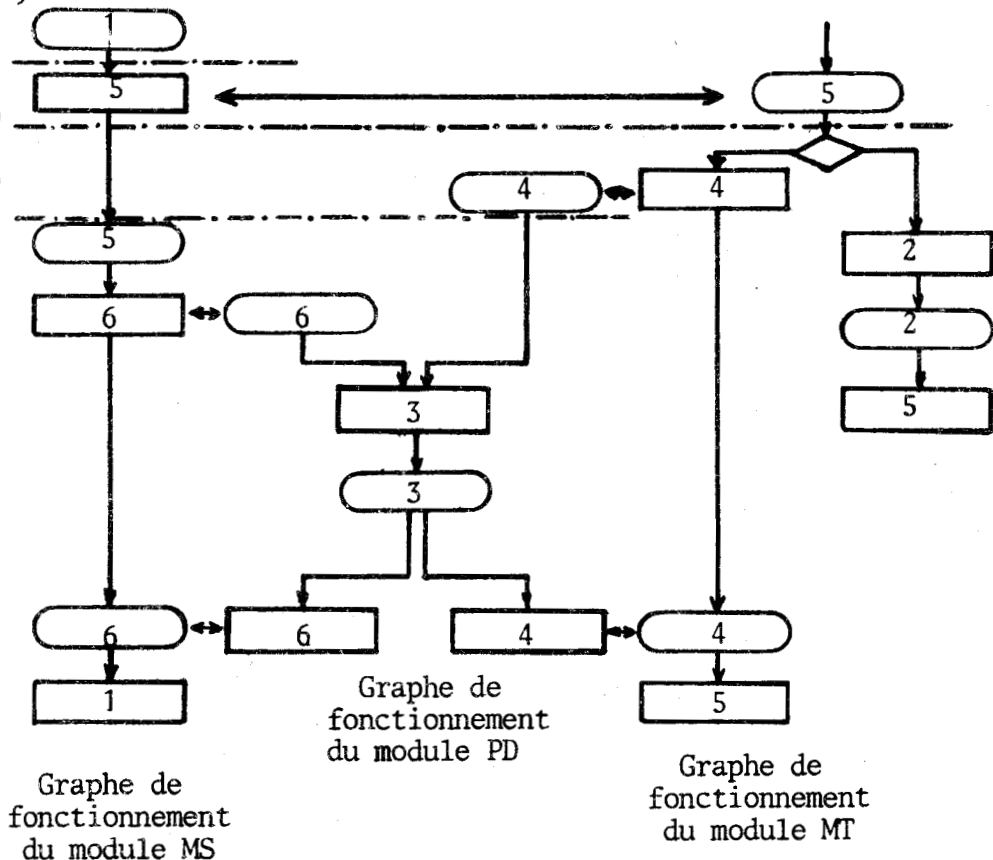 1
5
5
4
4
5
2
6
6
2
5
3
3
6
6
4
4
1
5
Graphe de
fonctionnement
du module PD
Graphe de
fonctionnement
du module MS
Graphe de
fonctionnement
du module MT